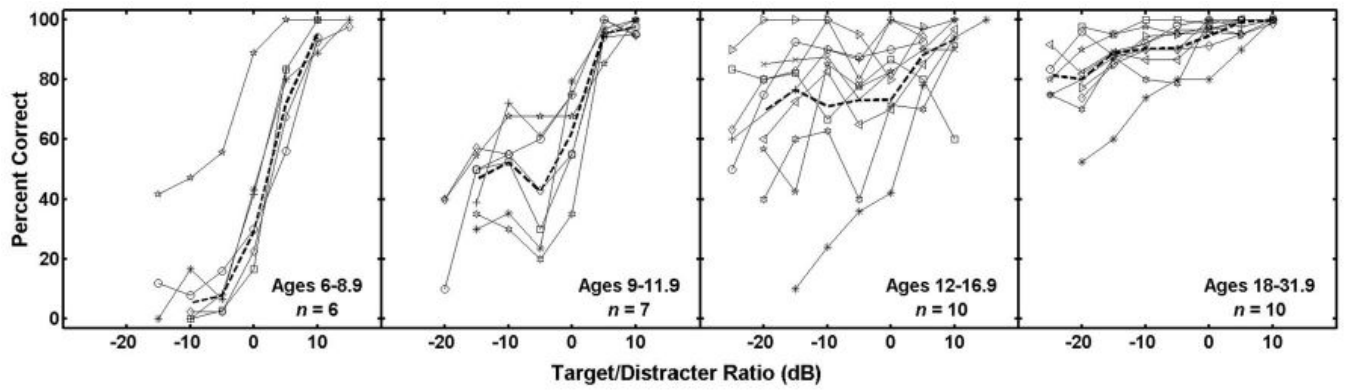 Percent Correct
100
80
60
40
20
0
Ages 6-8.9
n = 6
Ages 9-11.9
n = 7
Ages 12-16.9
n = 10
Ages 18-31.9
n = 10
-20 -10 0 10 -20 -10 0 10 -20 -10 0 10 -20 -10 0 10
Target/Distracter Ratio (dB)